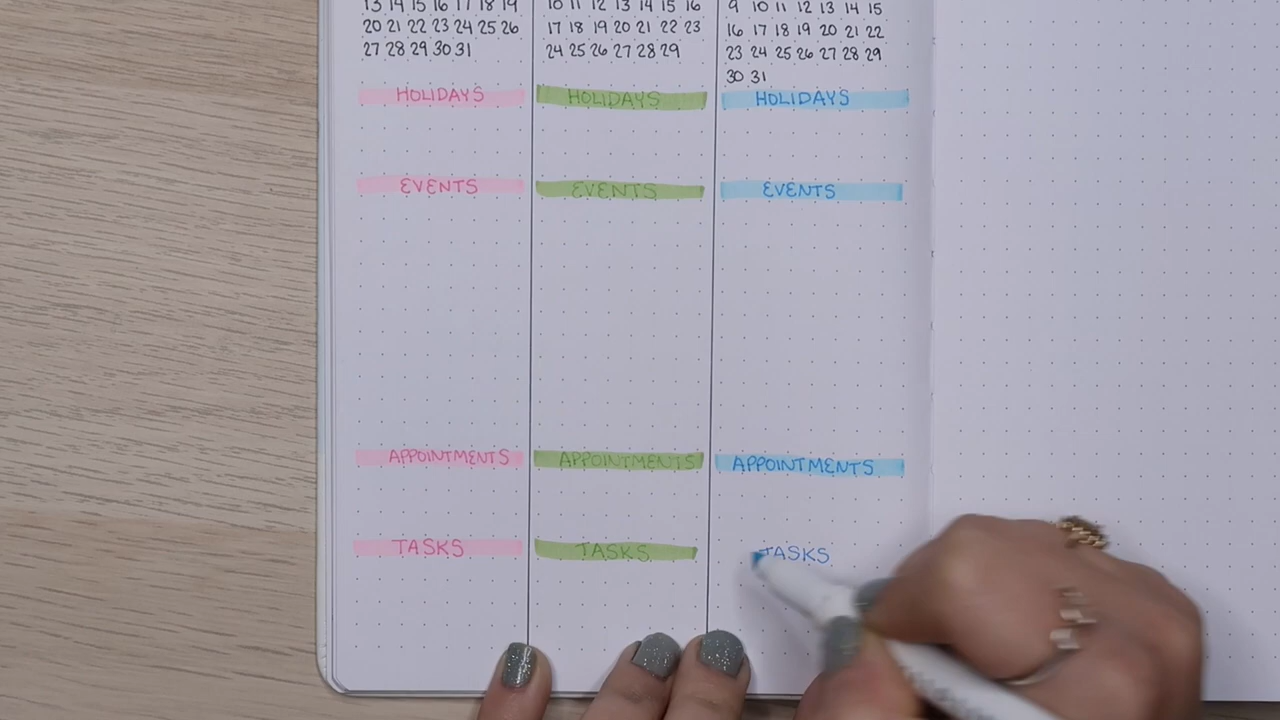 13 14 15 16 17 18 19
20 21 22 23 24 25 26
27 28 29 30 31
HOLIDAYS
EVENTS
APPOINTMENTS
TASKS
10 11 12 13 14 15 16
17 18 19 20 21 22 23
24 25 26 27 28 29
HOLIDAYS
EVENTS
APPOINTMENTS
TASKS
9 10 11 12 13 14 15
16 17 18 19 20 21 22
23 24 25 26 27 28 29
30 31
HOLIDAYS
EVENTS
APPOINTMENTS
TASKS